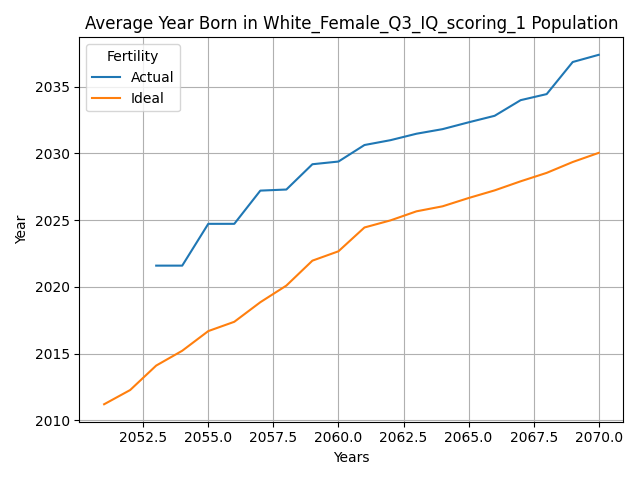 Average Year Born in White_Female_Q3_IQ_scoring_1 Population
Fertility
Actual
Ideal
Year
2035
2030
2025
2020
2015
2010
2052.5 2055.0 2057.5 2060.0 2062.5 2065.0 2067.5 2070.0
Years